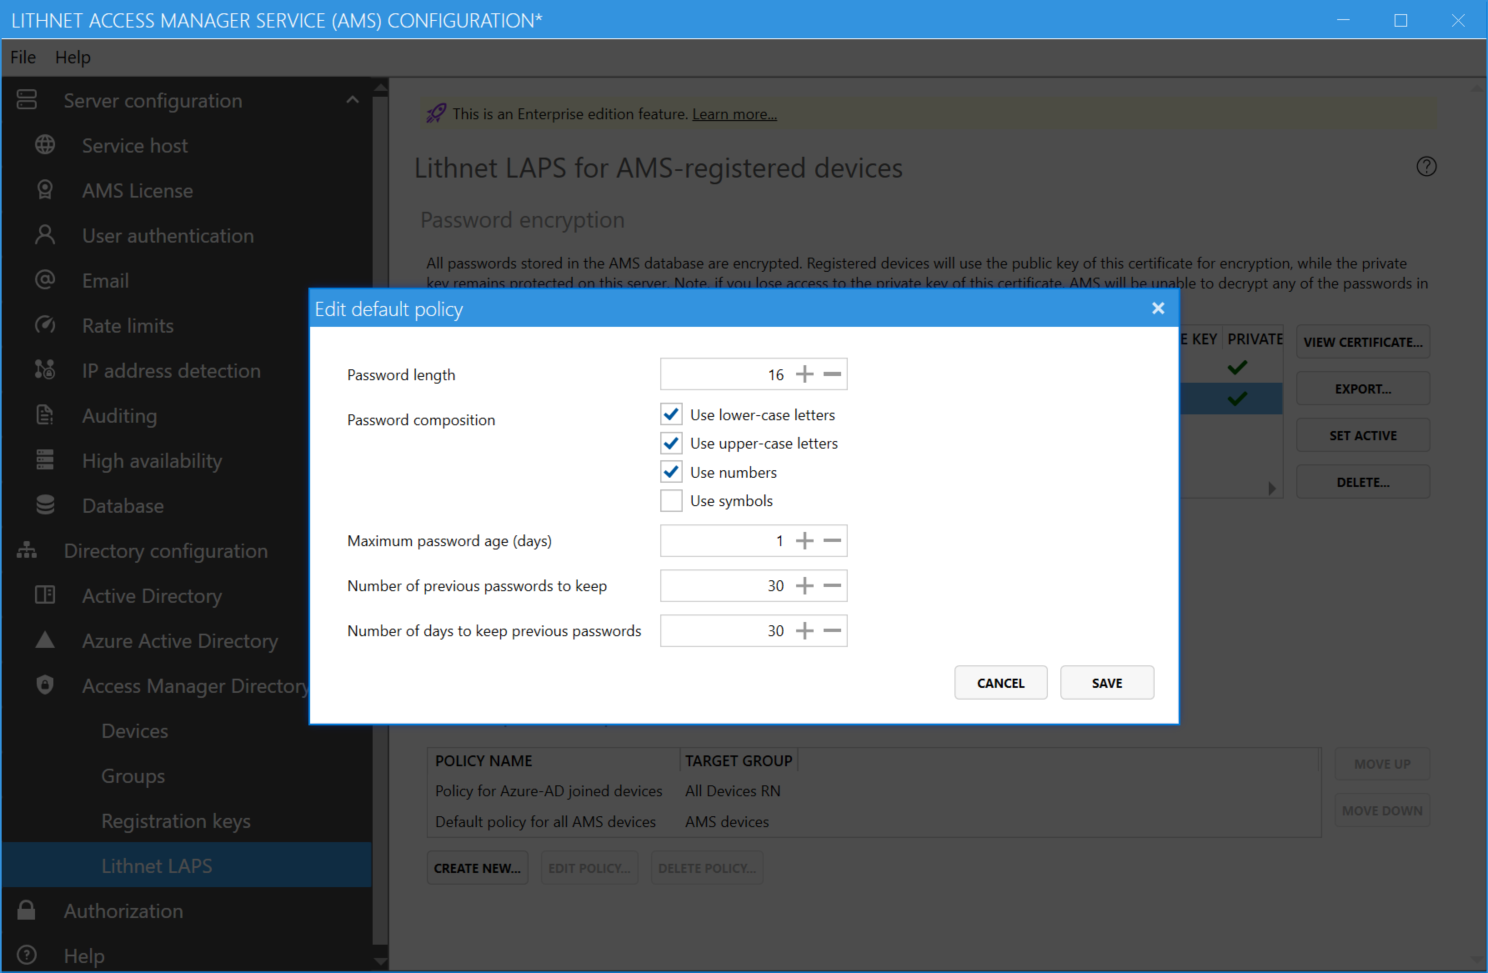 LITHNET ACCESS MANAGER SERVICE (AMS) CONFIGURATION*
File Help
Server configuration
Service host
AMS License
User authentication
Email
Rate limits
IP address detection
Auditing
High availability
Database
Directory configuration
Active Directory
Azure Active Directory
Access Manager Directory
Devices
Groups
Registration keys
Lithnet LAPS
Authorization
Help
This is an Enterprise edition feature. Learn more...
Lithnet LAPS for AMS-registered devices
Password encryption
All passwords stored in the AMS database are encrypted. Registered devices will use the public key of this certificate for encryption, while the private
key remains protected on this server. Note, if you lose access to the private key of this certificate, AMS will be unable to decrypt any of the passwords in
E KEY PRIVATE
VIEW CERTIFICATE...
EXPORT...
SET ACTIVE
DELETE...
Edit default policy
Password length 16
Password composition
Use lower-case letters
Use upper-case letters
Use numbers
Use symbols
Maximum password age (days) 1
Number of previous passwords to keep 30
Number of days to keep previous passwords 30
CANCEL SAVE
POLICY NAME TARGET GROUP
Policy for Azure-AD joined devices All Devices RN
Default policy for all AMS devices AMS devices
MOVE UP
MOVE DOWN
CREATE NEW... EDIT POLICY... DELETE POLICY...